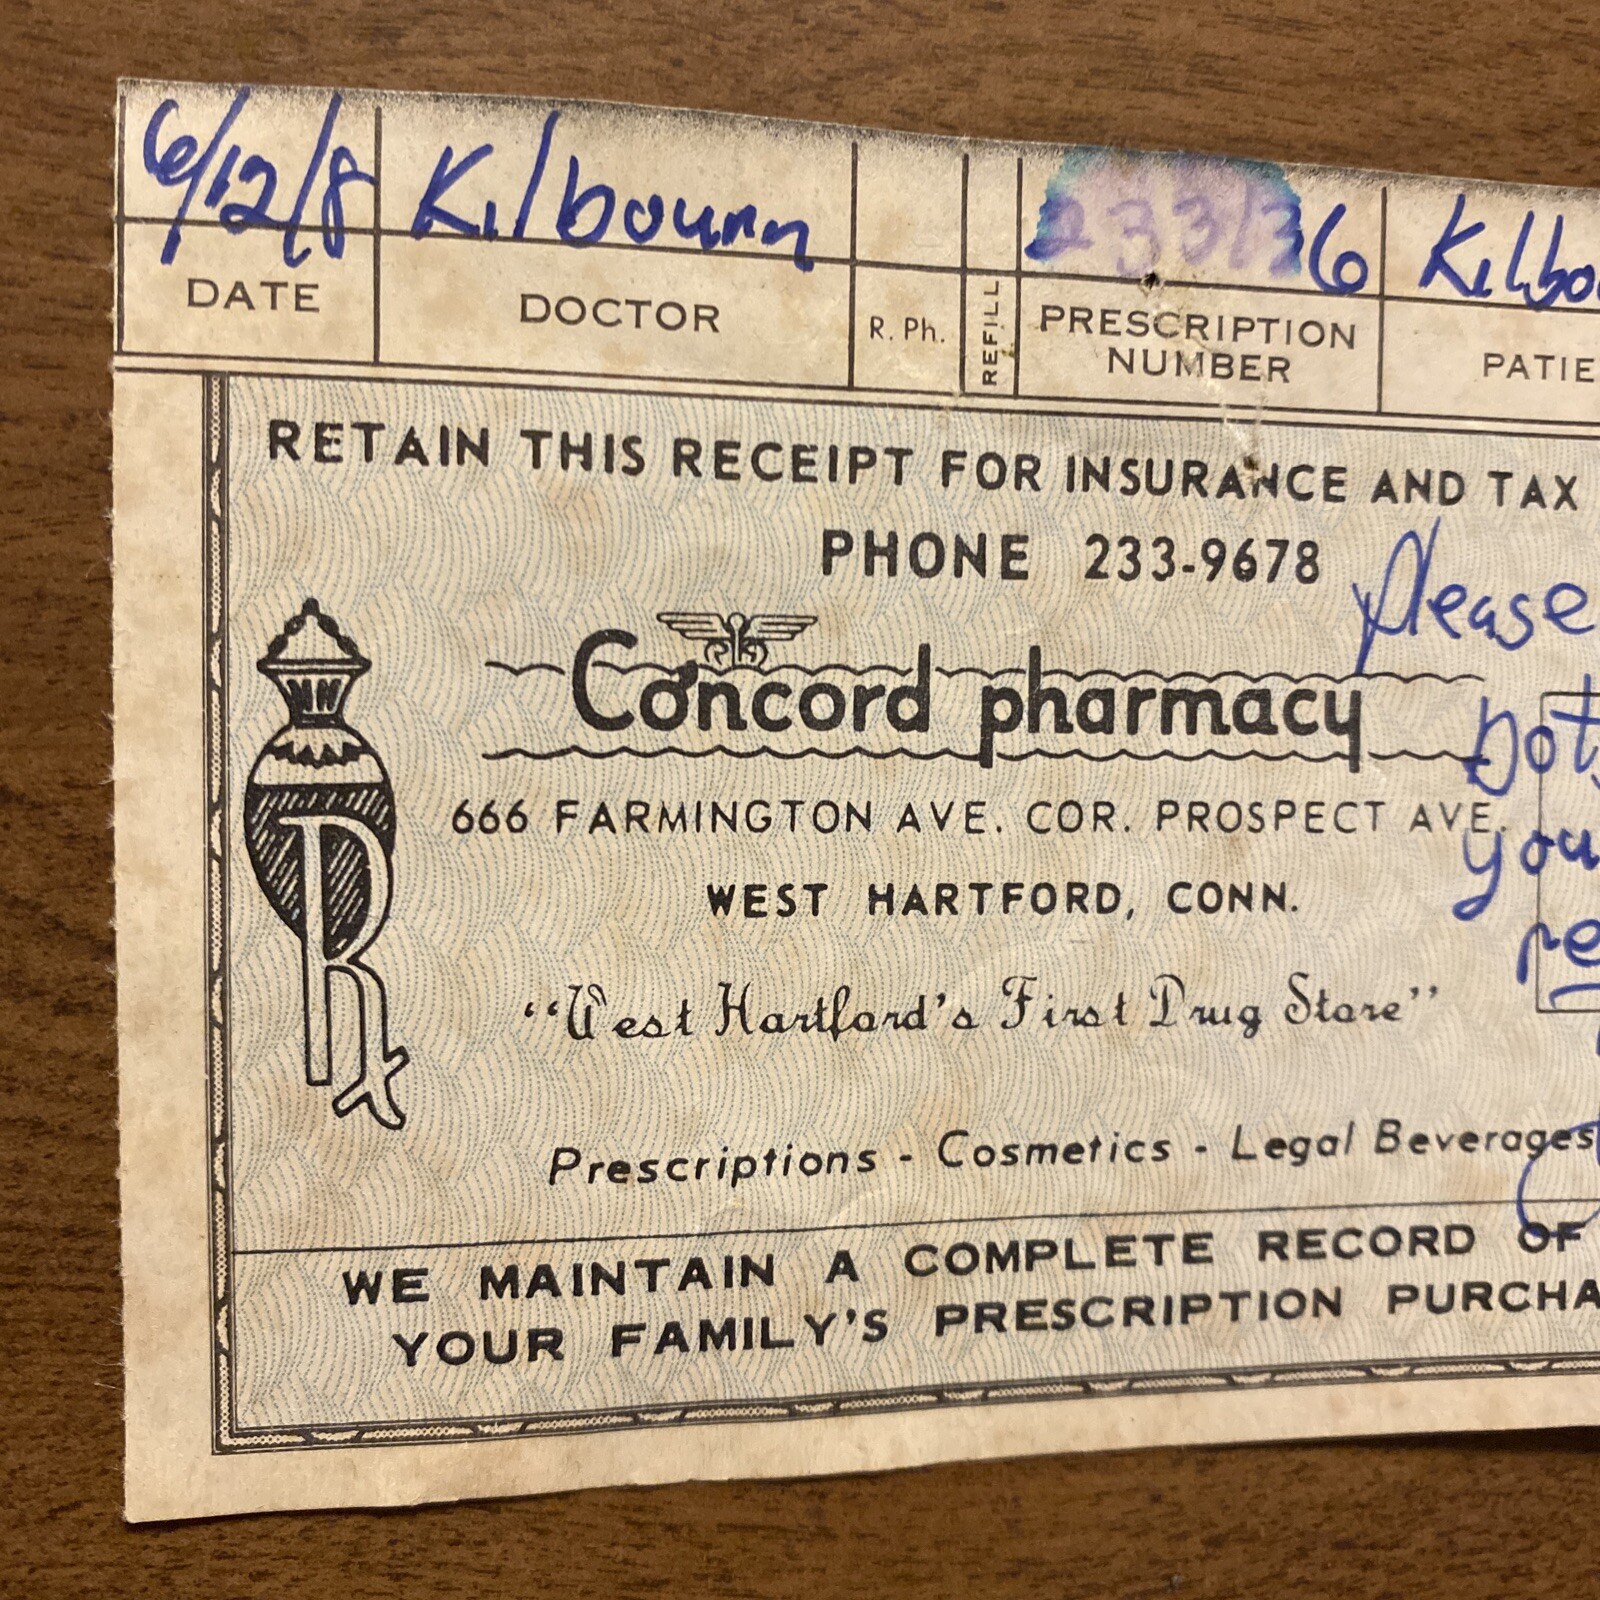 6/12/8 Kilbourn 233136 Kilbo
DATE DOCTOR R. Ph. REFILL PRESCRIPTION NUMBER PATIE
RETAIN THIS RECEIPT FOR INSURANCE AND TAX
PHONE 233-9678
please
Concord pharmacy
bot
666 FARMINGTON AVE. COR. PROSPECT AVE.
you
WEST HARTFORD, CONN.
re
"West Hartford's First Drug Store"
Rx
Prescriptions - Cosmetics - Legal Beverages
WE MAINTAIN A COMPLETE RECORD OF
YOUR FAMILY'S PRESCRIPTION PURCHA